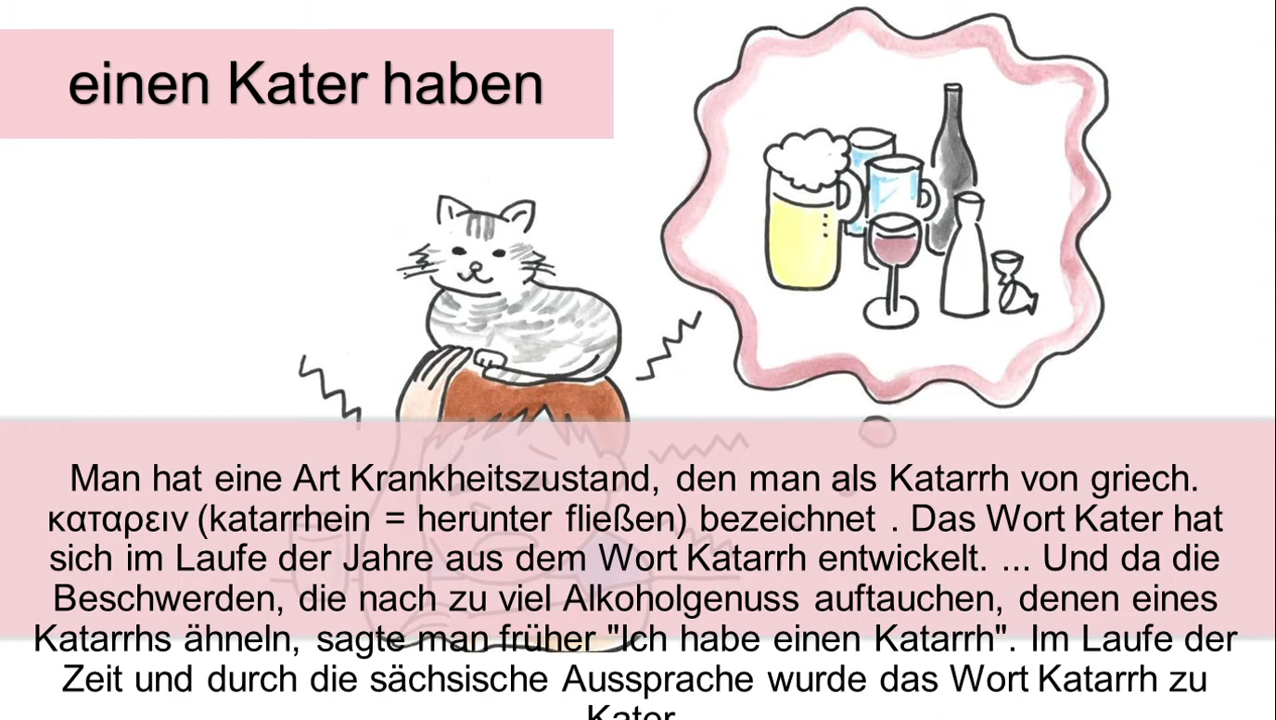 einen Kater haben
Man hat eine Art Krankheitszustand, den man als Katarrh von griech.
καταρειν (katarrhein = herunter fließen) bezeichnet . Das Wort Kater hat
sich im Laufe der Jahre aus dem Wort Katarrh entwickelt. ... Und da die
Beschwerden, die nach zu viel Alkoholgenuss auftauchen, denen eines
Katarrhs ähneln, sagte man früher "Ich habe einen Katarrh". Im Laufe der
Zeit und durch die sächsische Aussprache wurde das Wort Katarrh zu
Kater